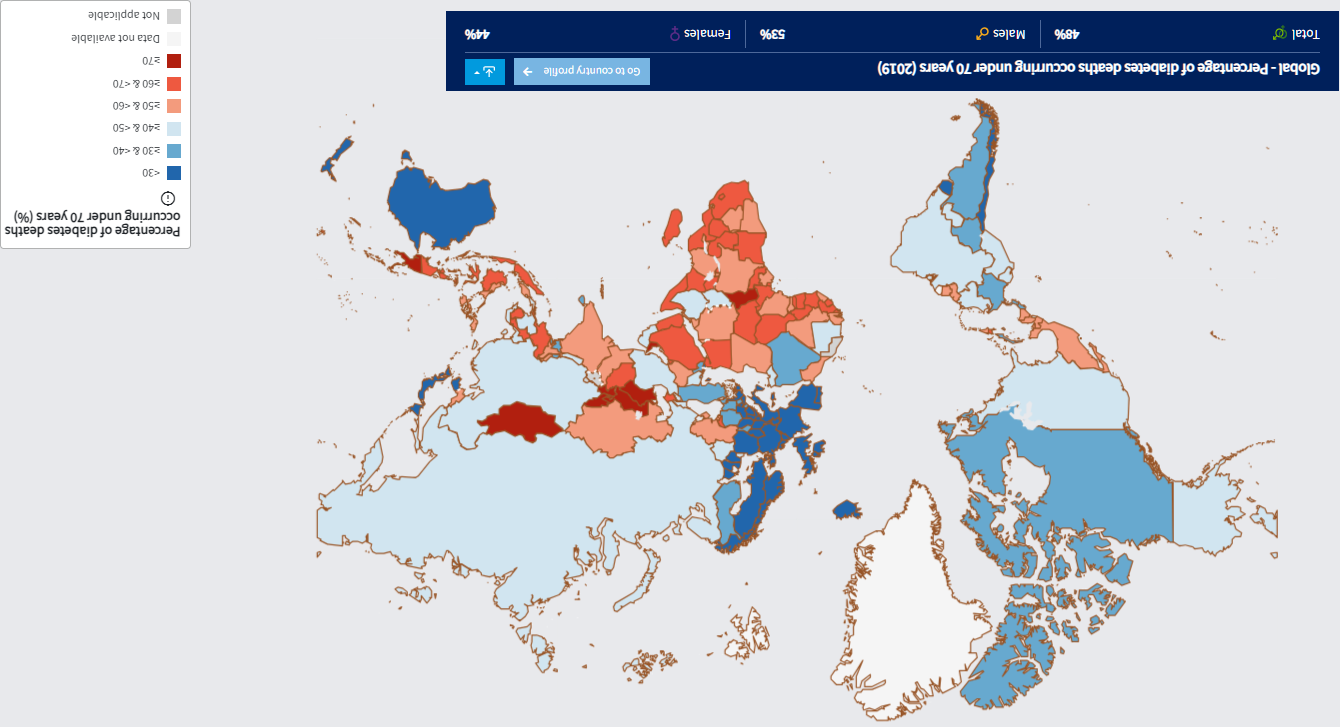 Global - Percentage of diabetes deaths occurring under 70 years (2019)
Go to country profile
Total 48%
Males 53%
Females 44%
Percentage of diabetes deaths
occurring under 70 years (%)
<30
≥30 & <40
≥40 & <50
≥50 & <60
≥60 & <70
≥70
Data not available
Not applicable